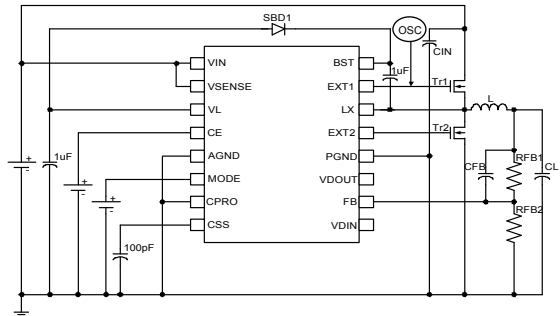 SBD1
OSC
CIN
VIN
BST
1uF
VSENSE
EXT1
Tr1
VL
LX
L
CE
EXT2
Tr2
1uF
AGND
PGND
CFB
RFB1
CL
MODE
VDOUT
CPRO
FB
RFB2
CSS
VDIN
100pF
+
-
+
-
+
-